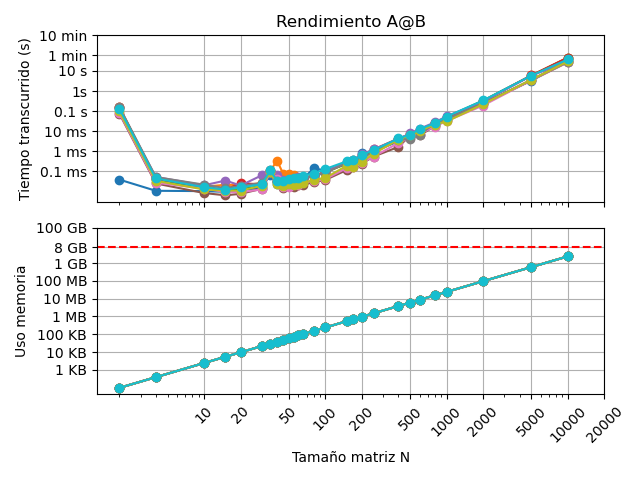 Rendimiento A@B
Tiempo transcurrido (s)
10 min
1 min
10 s
1s
0.1 s
10 ms
1 ms
0.1 ms
Uso memoria
100 GB
8 GB
1 GB
100 MB
10 MB
1 MB
100 KB
10 KB
1 KB
10
20
50
100
200
500
1000
2000
5000
10000
20000
Tamaño matriz N